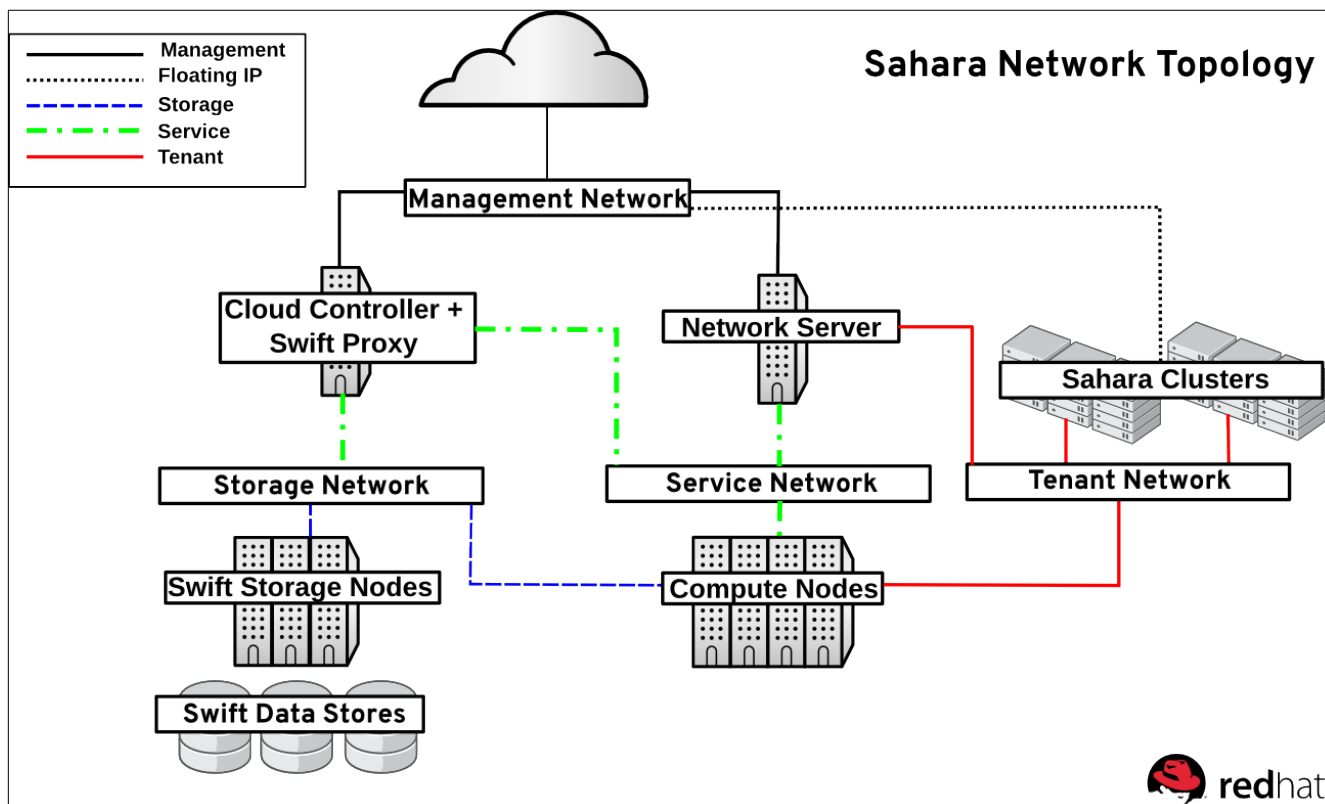 Management
Floating IP
Storage
Service
Tenant
Sahara Network Topology
Management Network
Cloud Controller +
Swift Proxy
Network Server
Sahara Clusters
Storage Network
Service Network
Tenant Network
Swift Storage Nodes
Compute Nodes
Swift Data Stores
redhat